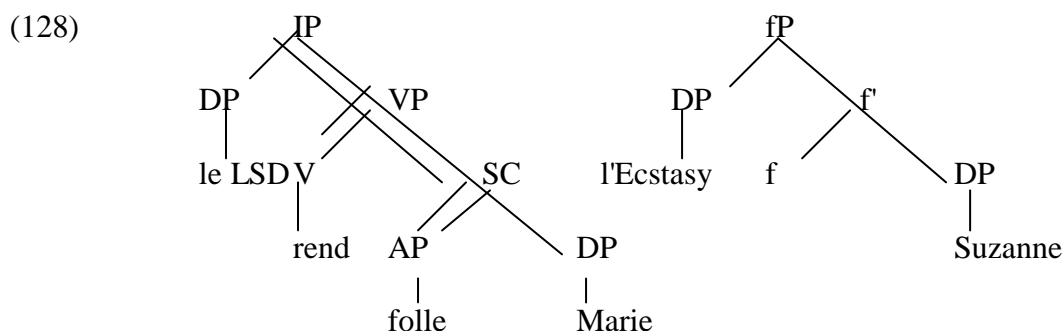 (128) IP fP
DP VP DP f'
le LSD V SC l'Ecstasy f DP
rend AP DP Suzanne
folle Marie